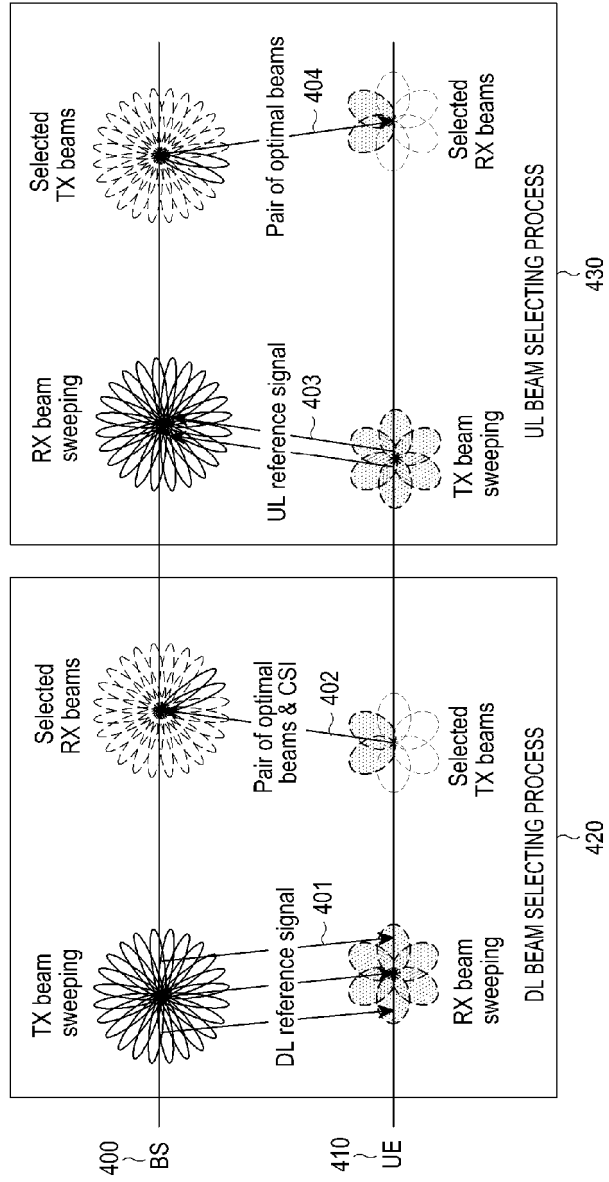 400
BS
410
UE
TX beam
sweeping
DL reference signal
401
RX beam
sweeping
Selected
RX beams
Pair of optimal
beams & CSI
402
Selected
TX beams
DL BEAM SELECTING PROCESS
420
RX beam
sweeping
UL reference signal
403
TX beam
sweeping
Selected
TX beams
Pair of optimal beams
404
Selected
RX beams
UL BEAM SELECTING PROCESS
430